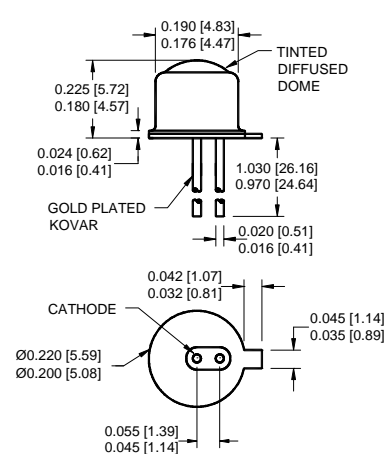 0.190 [4.83]
0.176 [4.47]
TINTED
DIFFUSED
DOME
0.225 [5.72]
0.180 [4.57]
0.024 [0.62]
0.016 [0.41]
1.030 [26.16]
0.970 [24.64]
GOLD PLATED
KOVAR
0.020 [0.51]
0.016 [0.41]
0.042 [1.07]
0.032 [0.81]
CATHODE
0.045 [1.14]
0.035 [0.89]
Ø0.220 [5.59]
Ø0.200 [5.08]
0.055 [1.39]
0.045 [1.14]